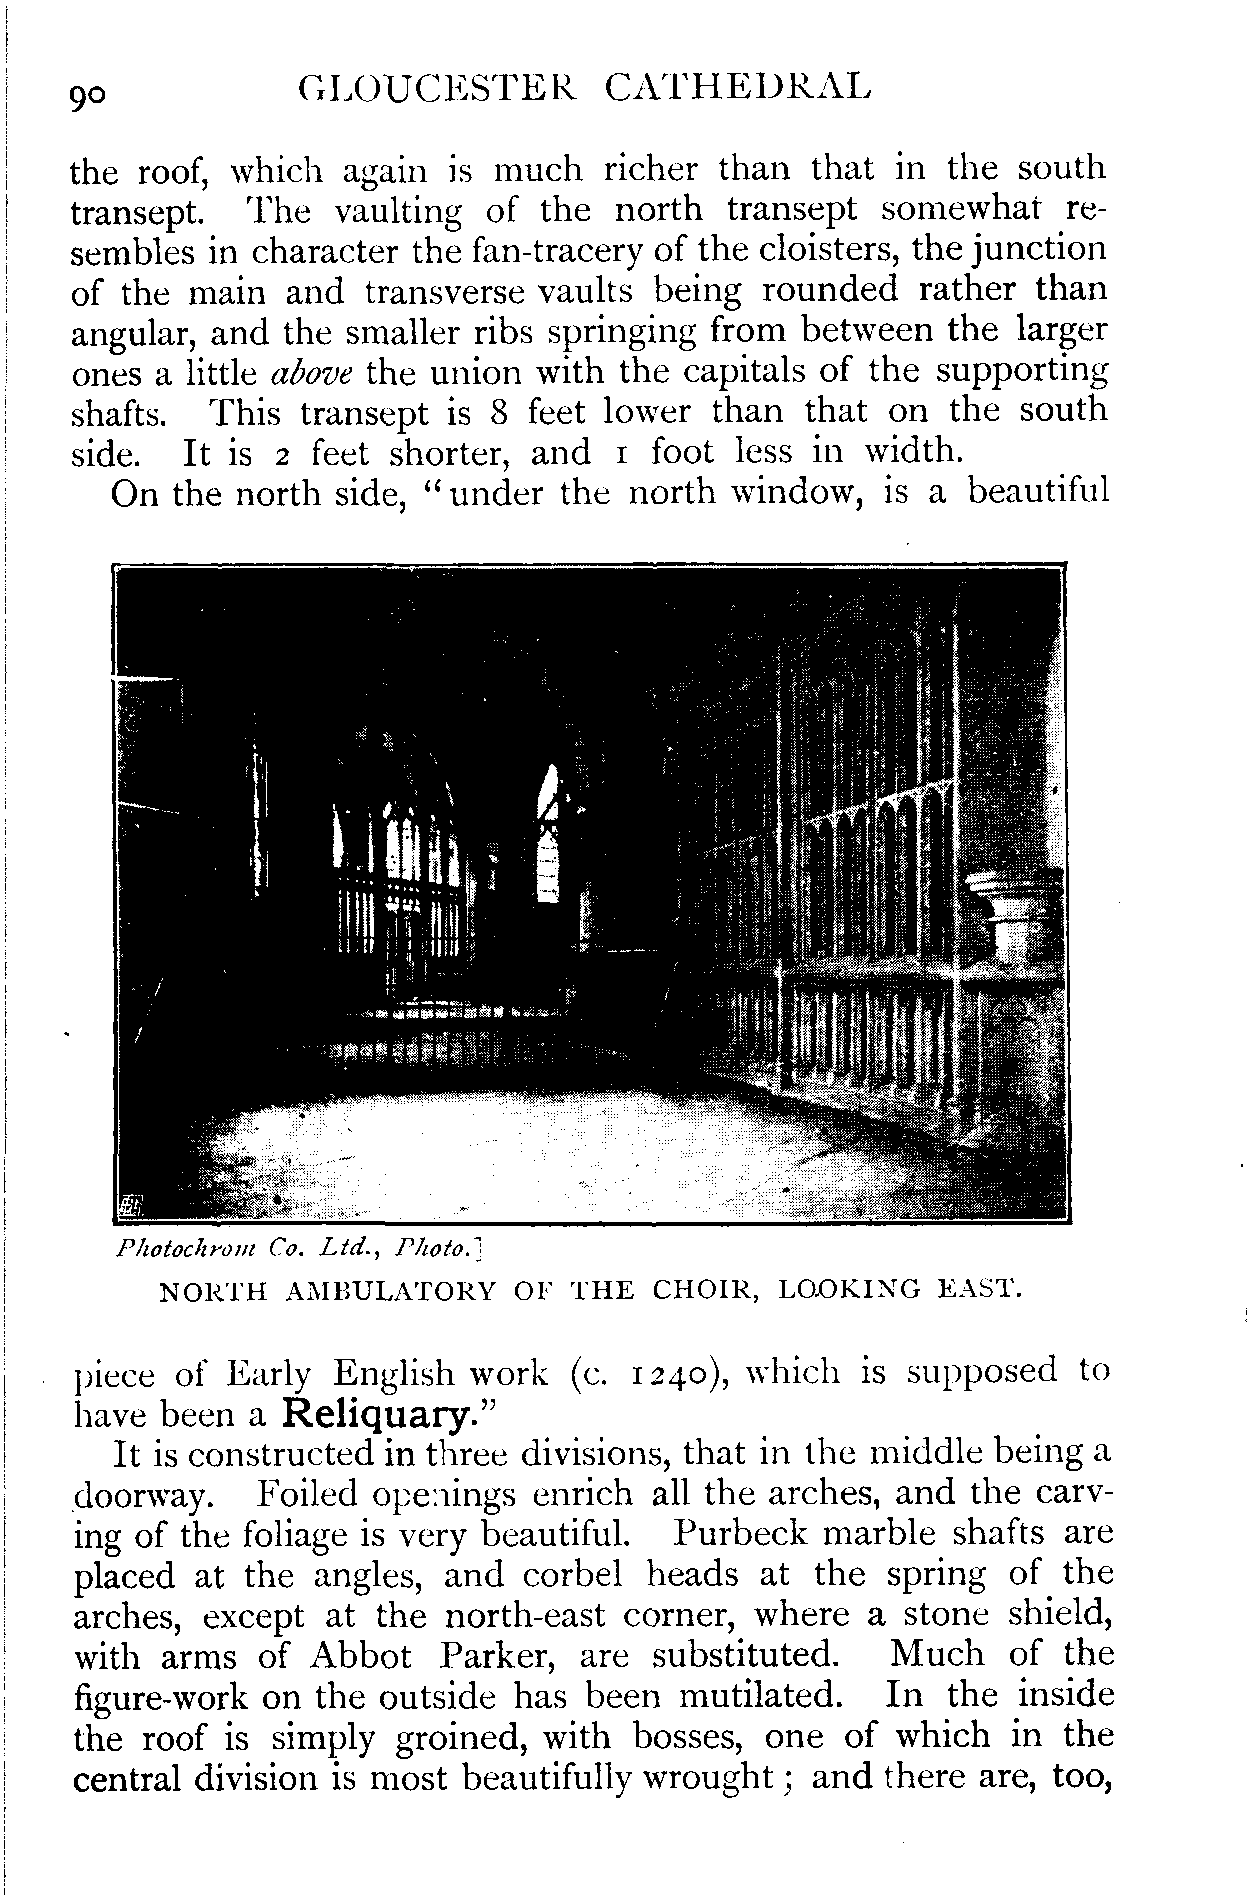 90 GLOUCESTER CATHEDRAL
the roof, which again is much richer than that in the south
transept. The vaulting of the north transept somewhat re-
sembles in character the fan-tracery of the cloisters, the junction
of the main and transverse vaults being rounded rather than
angular, and the smaller ribs springing from between the larger
ones a little above the union with the capitals of the supporting
shafts. This transept is 8 feet lower than that on the south
side. It is 2 feet shorter, and 1 foot less in width.
On the north side, “under the north window, is a beautiful
Photochrom Co. Ltd., Photo.]
NORTH AMBULATORY OF THE CHOIR, LOOKING EAST.
piece of Early English work (c. 1240), which is supposed to
have been a Reliquary.”
It is constructed in three divisions, that in the middle being a
doorway. Foiled openings enrich all the arches, and the carv-
ing of the foliage is very beautiful. Purbeck marble shafts are
placed at the angles, and corbel heads at the spring of the
arches, except at the north-east corner, where a stone shield,
with arms of Abbot Parker, are substituted. Much of the
figure-work on the outside has been mutilated. In the inside
the roof is simply groined, with bosses, one of which in the
central division is most beautifully wrought; and there are, too,